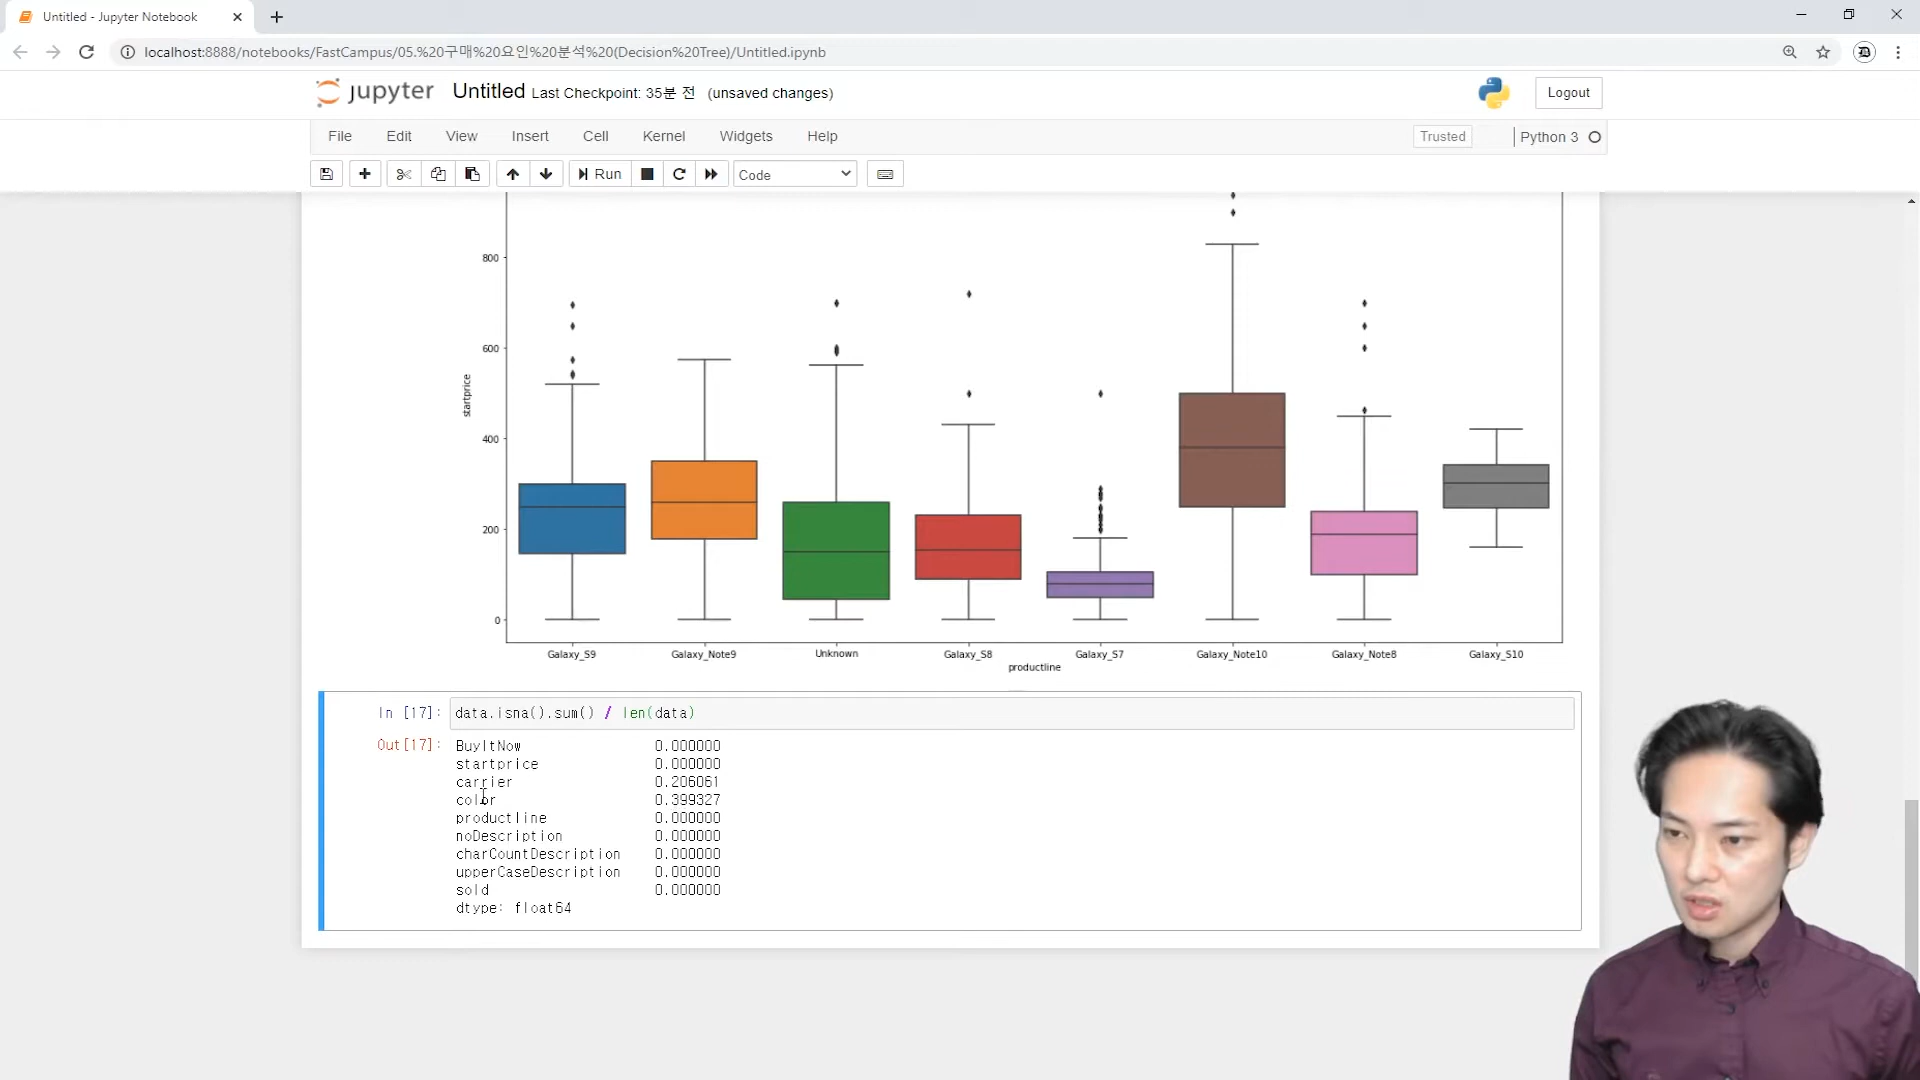 Untitled - Jupyter Notebook
localhost:8888/notebooks/FastCampus/05.%20구매%20요인%20분석%20(Decision%20Tree)/Untitled.ipynb
jupyter Untitled Last Checkpoint: 35분 전 (unsaved changes)
Logout
File Edit View Insert Cell Kernel Widgets Help
Trusted Python 3
Run Code
800
600
400
200
0
startprice
Galaxy_S9 Galaxy_Note9 Unknown Galaxy_S8 Galaxy_S7 Galaxy_Note10 Galaxy_Note8 Galaxy_S10
productline
In [17]: data.isna().sum() / len(data)
Out[17]: BuyItNow 0.000000
startprice 0.000000
carrier 0.206061
color 0.399327
productline 0.000000
noDescription 0.000000
charCountDescription 0.000000
upperCaseDescription 0.000000
sold 0.000000
dtype: float64